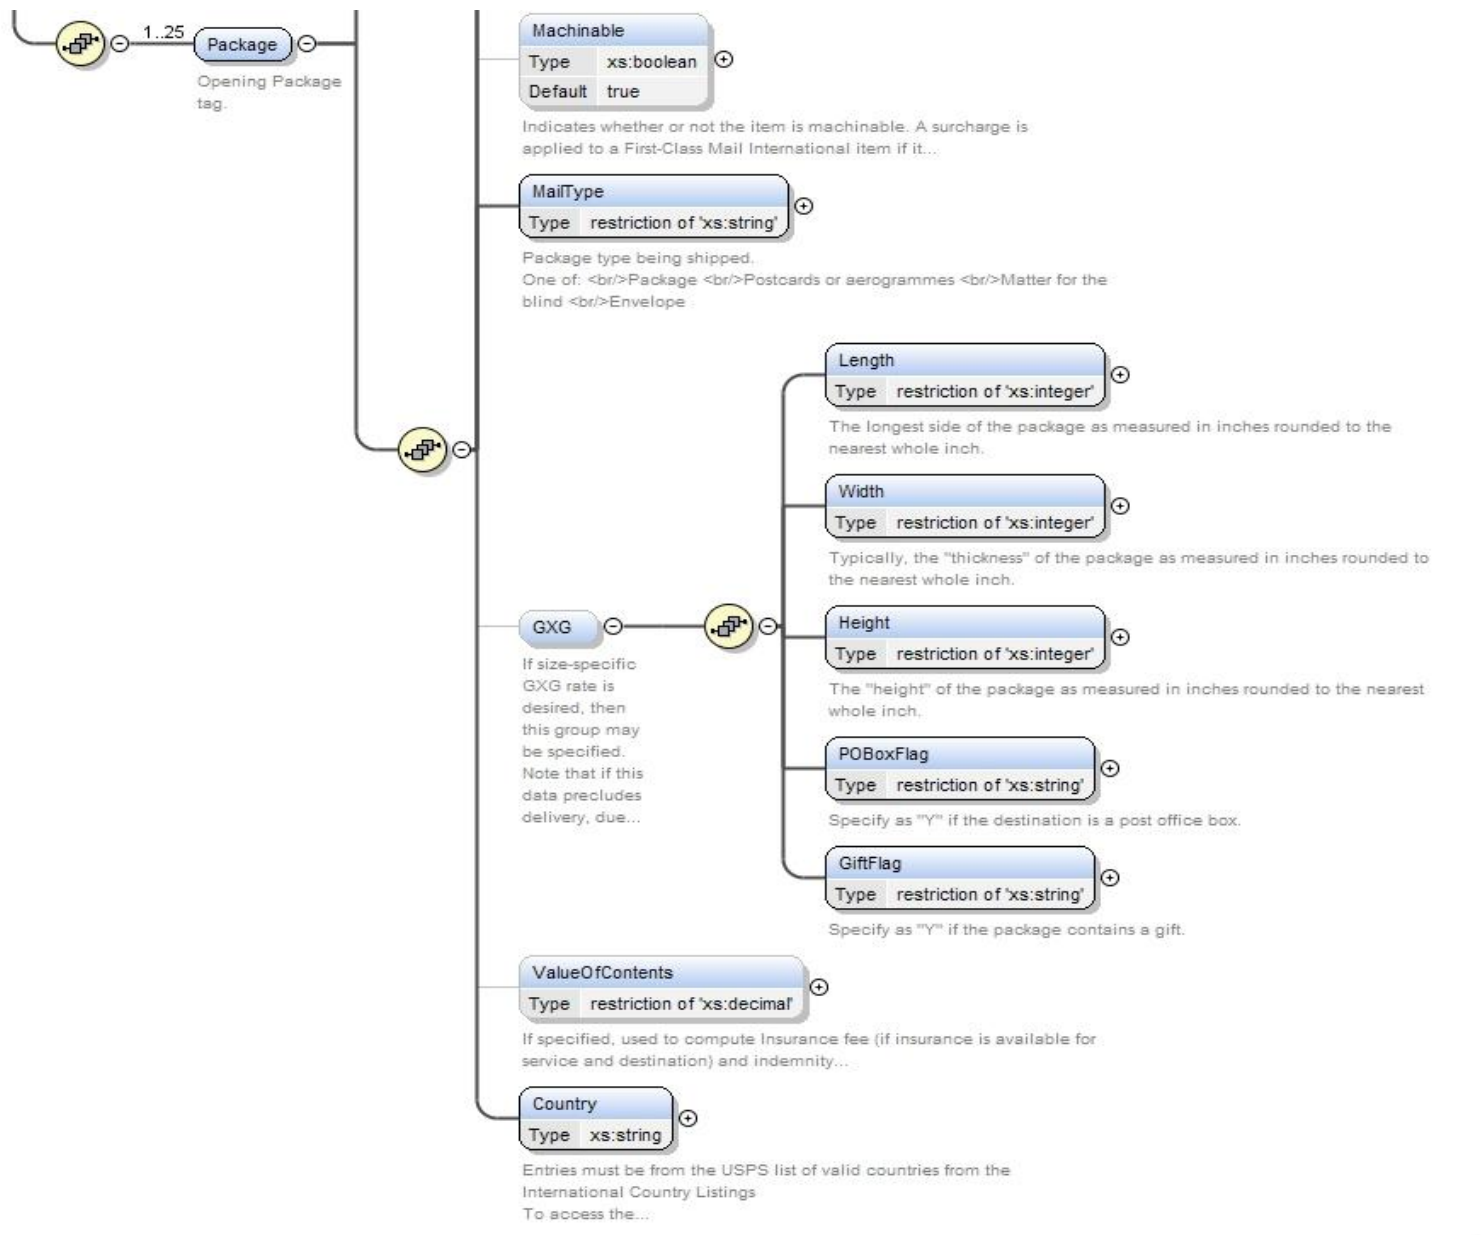 1..25
Package
Opening Package
tag.
Machinable
Type xs:boolean
Default true
Indicates whether or not the item is machinable. A surcharge is
applied to a First-Class Mail International item if it...
MailType
Type restriction of 'xs:string'
Package type being shipped.
One of: <br/>Package <br/>Postcards or aerogrammes <br/>Matter for the
blind <br/>Envelope
Length
Type restriction of 'xs:integer'
The longest side of the package as measured in inches rounded to the
nearest whole inch.
Width
Type restriction of 'xs:integer'
Typically, the "thickness" of the package as measured in inches rounded to
the nearest whole inch.
GXG
If size-specific
GXG rate is
desired, then
this group may
be specified.
Note that if this
data precludes
delivery, due...
Height
Type restriction of 'xs:integer'
The "height" of the package as measured in inches rounded to the nearest
whole inch.
POBoxFlag
Type restriction of 'xs:string'
Specify as "Y" if the destination is a post office box.
GiftFlag
Type restriction of 'xs:string'
Specify as "Y" if the package contains a gift.
ValueOfContents
Type restriction of 'xs:decimal'
If specified, used to compute Insurance fee (if insurance is available for
service and destination) and indemnity...
Country
Type xs:string
Entries must be from the USPS list of valid countries from the
International Country Listings
To access the...